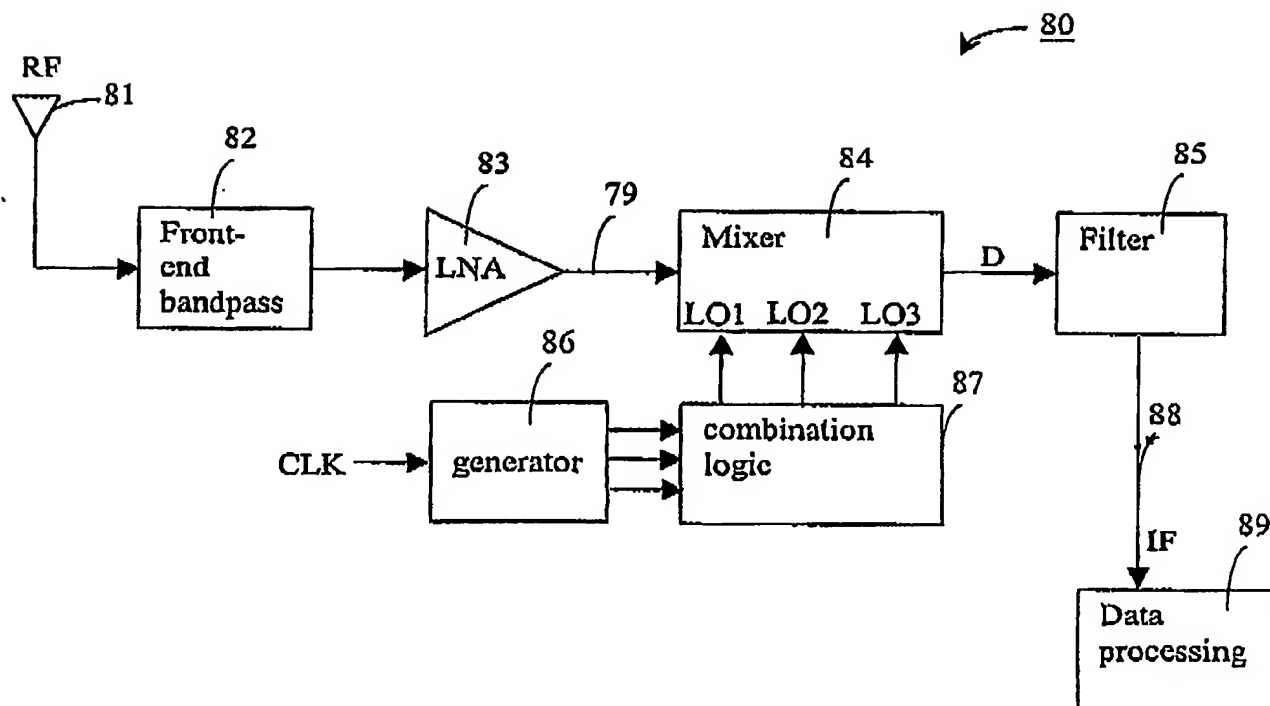 80
RF
81
82
83
79
84
85
Front-
end
bandpass
LNA
Mixer
D
Filter
LO1 LO2 LO3
86
87
CLK
generator
combination
logic
88
IF
89
Data
processing